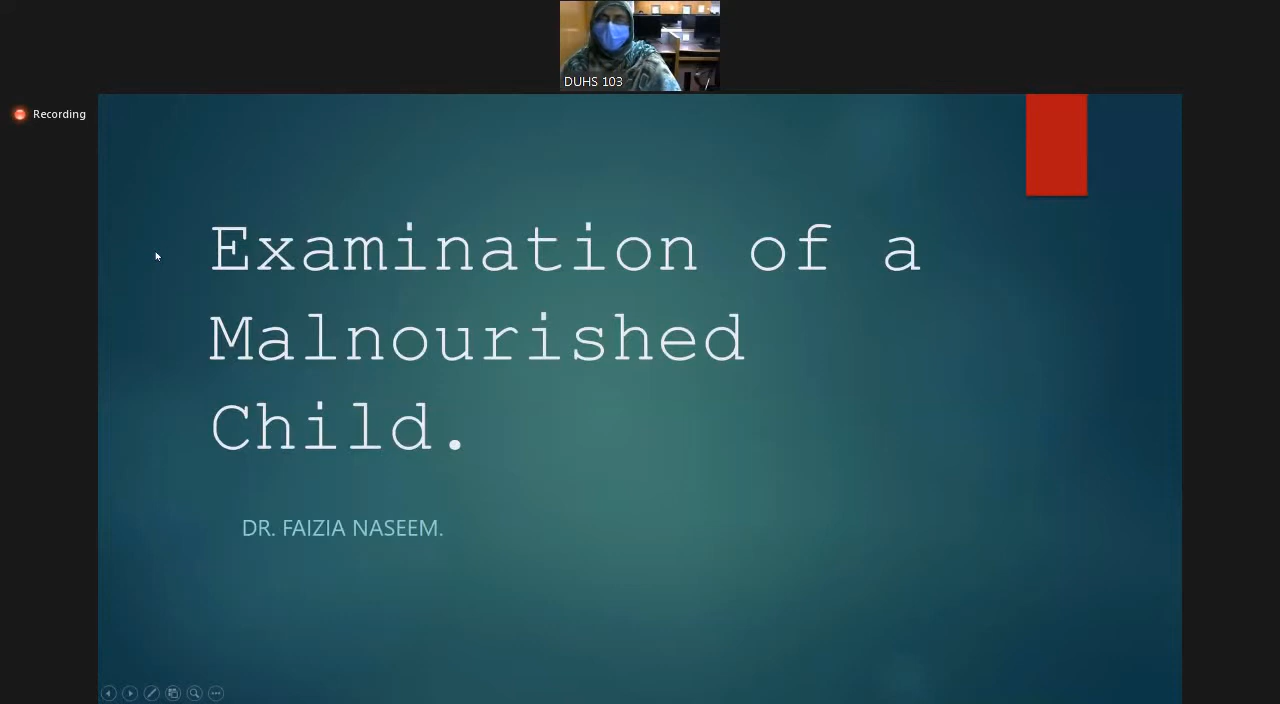 DUHS 103
Recording
Examination of a
Malnourished
Child.
DR. FAIZIA NASEEM.